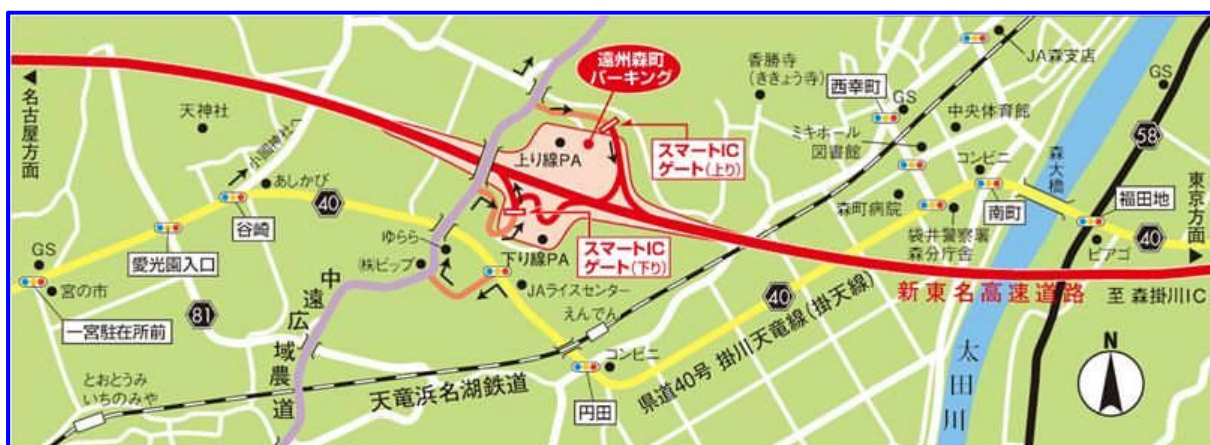 名古屋方面
天神社
小國神社へ
あしかび
40
谷崎
愛光園入口
GS
宮の市
一宮駐在所前
81
とおとうみ
いちのみや
中遠広域農道
ゆらら
㈱ビップ
遠州森町
パーキング
上り線PA
下り線PA
スマートIC
ゲート(上り)
スマートIC
ゲート(下り)
JAライスセンター
えんでん
コンビニ
円田
天竜浜名湖鉄道
県道40号 掛川天竜線(掛天線)
40
香勝寺
(ききょう寺)
西幸町
GS
JA森支店
中央体育館
ミキホール
図書館
コンビニ
森町病院
南町
袋井警察署
森分庁舎
森大橋
GS
58
福田地
ピアゴ
40
東京方面
新東名高速道路
至 森掛川IC
太田川
N